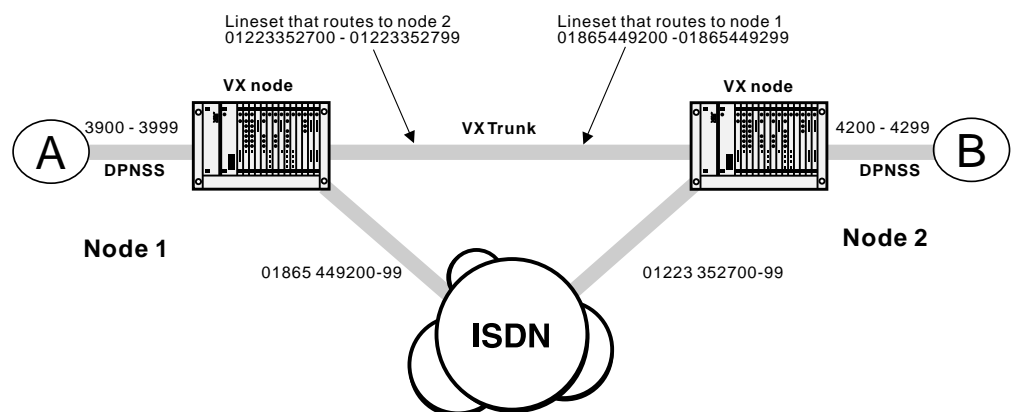 Lineset that routes to node 2
01223352700 - 01223352799
Lineset that routes to node 1
01865449200 -01865449299
VX node
VX node
3900 - 3999
VX Trunk
4200 - 4299
A
B
DPNSS
DPNSS
Node 1
Node 2
01865 449200-99
01223 352700-99
ISDN